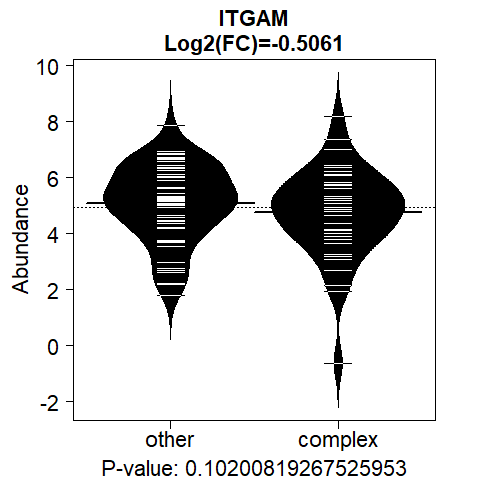 ITGAM
Log2(FC)=-0.5061
Abundance
10
8
6
4
2
0
-2
other complex
P-value: 0.10200819267525953